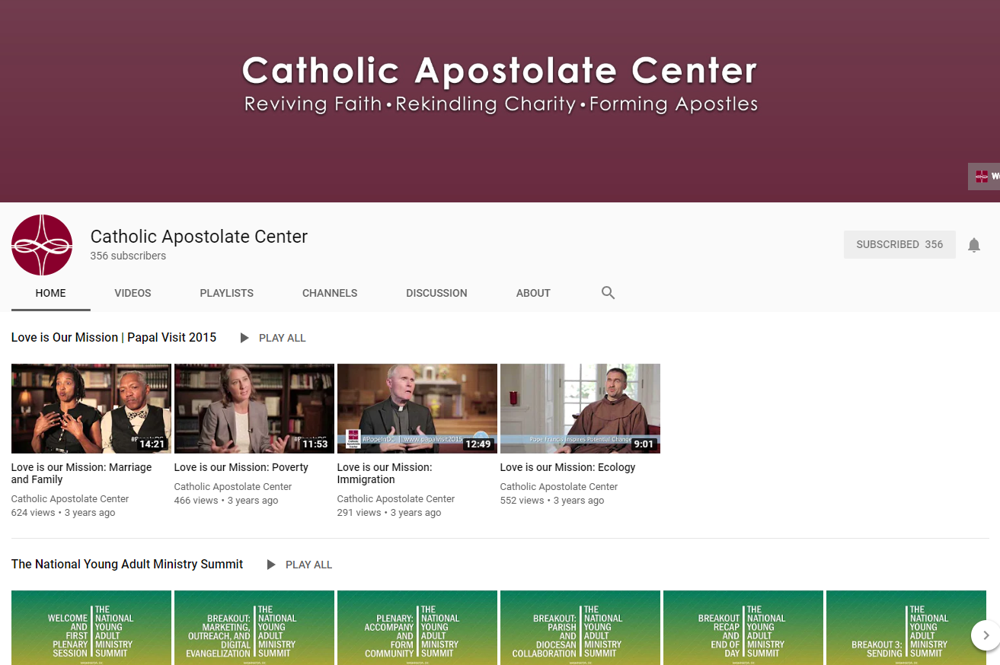 Catholic Apostolate Center
Reviving Faith • Rekindling Charity • Forming Apostles
Catholic Apostolate Center
356 subscribers
SUBSCRIBED 356
HOME VIDEOS PLAYLISTS CHANNELS DISCUSSION ABOUT
Love is Our Mission | Papal Visit 2015 PLAY ALL
14:21
11:53
#PopeInDC | www.papalvisit2015
12:49
Pope Francis Inspires Potential Change
9:01
Love is our Mission: Marriage
and Family
Catholic Apostolate Center
624 views • 3 years ago
Love is our Mission: Poverty
Catholic Apostolate Center
466 views • 3 years ago
Love is our Mission:
Immigration
Catholic Apostolate Center
291 views • 3 years ago
Love is our Mission: Ecology
Catholic Apostolate Center
552 views • 3 years ago
The National Young Adult Ministry Summit PLAY ALL
WELCOME
AND
FIRST
PLENARY
SESSION
THE
NATIONAL
YOUNG
ADULT
MINISTRY
SUMMIT
BREAKOUT:
MARKETING,
OUTREACH, AND
DIGITAL
EVANGELIZATION
THE
NATIONAL
YOUNG
ADULT
MINISTRY
SUMMIT
PLENARY:
ACCOMPANY
AND
FORM
COMMUNITY
THE
NATIONAL
YOUNG
ADULT
MINISTRY
SUMMIT
BREAKOUT:
PARISH
AND
DIOCESAN
COLLABORATION
THE
NATIONAL
YOUNG
ADULT
MINISTRY
SUMMIT
BREAKOUT
RECAP
AND
END OF
DAY
THE
NATIONAL
YOUNG
ADULT
MINISTRY
SUMMIT
BREAKOUT 3:
SENDING
THE
NATIONAL
YOUNG
ADULT
MINISTRY
SUMMIT